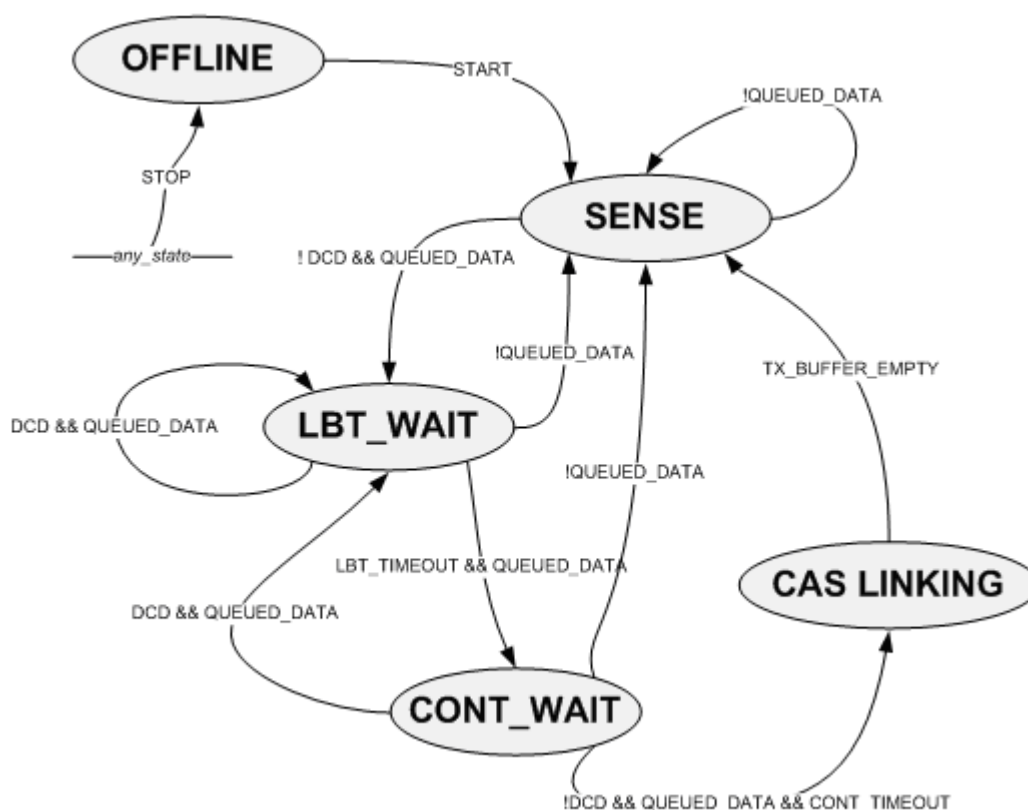 OFFLINE
START
!QUEUED_DATA
STOP
SENSE
any_state
! DCD && QUEUED_DATA
!QUEUED_DATA
TX_BUFFER_EMPTY
LBT_WAIT
DCD && QUEUED_DATA
!QUEUED_DATA
LBT_TIMEOUT && QUEUED_DATA
CAS LINKING
DCD && QUEUED_DATA
CONT_WAIT
!DCD && QUEUED_DATA && CONT_TIMEOUT